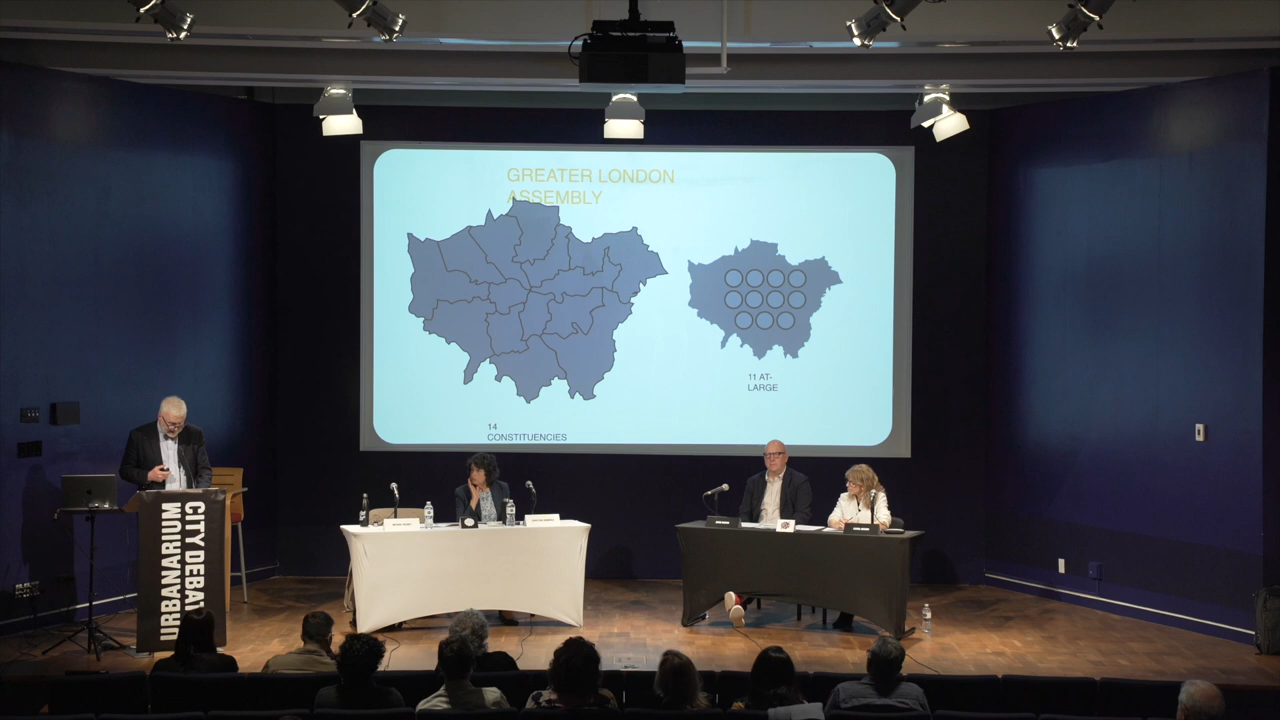 GREATER LONDON
ASSEMBLY
11 AT-
LARGE
14
CONSTITUENCIES
URBANARIUM
CITY DEBAT